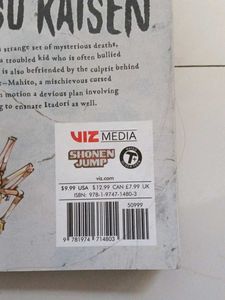 SU KAISEN
strange set of mysterious deaths,
a troubled kid who is often bullied
is also befriended by the culprit behind
—Mahito, a mischievous cursed
motion a devious plan involving
to ensnare Itadori as well.
VIZ MEDIA
SHONEN
JUMP
T
viz.com
$9.99 USA $12.99 CAN £7.99 UK
ISBN: 978-1-9747-1480-3
50999
9 781974 714803